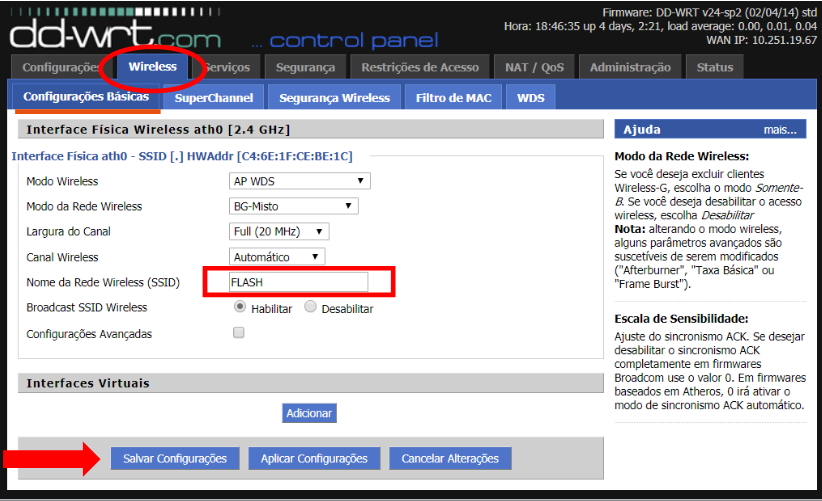 dd-wrt.com ... control panel
Firmware: DD-WRT v24-sp2 (02/04/14) std
Hora: 18:46:35 up 4 days, 2:21, load average: 0.00, 0.01, 0.04
WAN IP: 10.251.19.67
Configurações Wireless Serviços Segurança Restrições de Acesso NAT / QoS Administração Status
Configurações Básicas SuperChannel Segurança Wireless Filtro de MAC WDS
Interface Física Wireless ath0 [2.4 GHz]
Interface Física ath0 - SSID [.] HWAddr [C4:6E:1F:CE:BE:1C]
Modo Wireless AP WDS
Modo da Rede Wireless BG-Misto
Largura do Canal Full (20 MHz)
Canal Wireless Automático
Nome da Rede Wireless (SSID) FLASH
Broadcast SSID Wireless Habilitar Desabilitar
Configurações Avançadas
Interfaces Virtuais
Adicionar
Salvar Configurações Aplicar Configurações Cancelar Alterações
Ajuda mais...
Modo da Rede Wireless:
Se você deseja excluir clientes
Wireless-G, escolha o modo Somente-
B. Se você deseja desabilitar o acesso
wireless, escolha Desabilitar
Nota: alterando o modo wireless,
alguns parâmetros avançados são
suscetíveis de serem modificados
("Afterburner", "Taxa Básica" ou
"Frame Burst").
Escala de Sensibilidade:
Ajuste do sincronismo ACK. Se desejar
desabilitar o sincronismo ACK
completamente em firmwares
Broadcom use o valor 0. Em firmwares
baseados em Atheros, 0 irá ativar o
modo de sincronismo ACK automático.